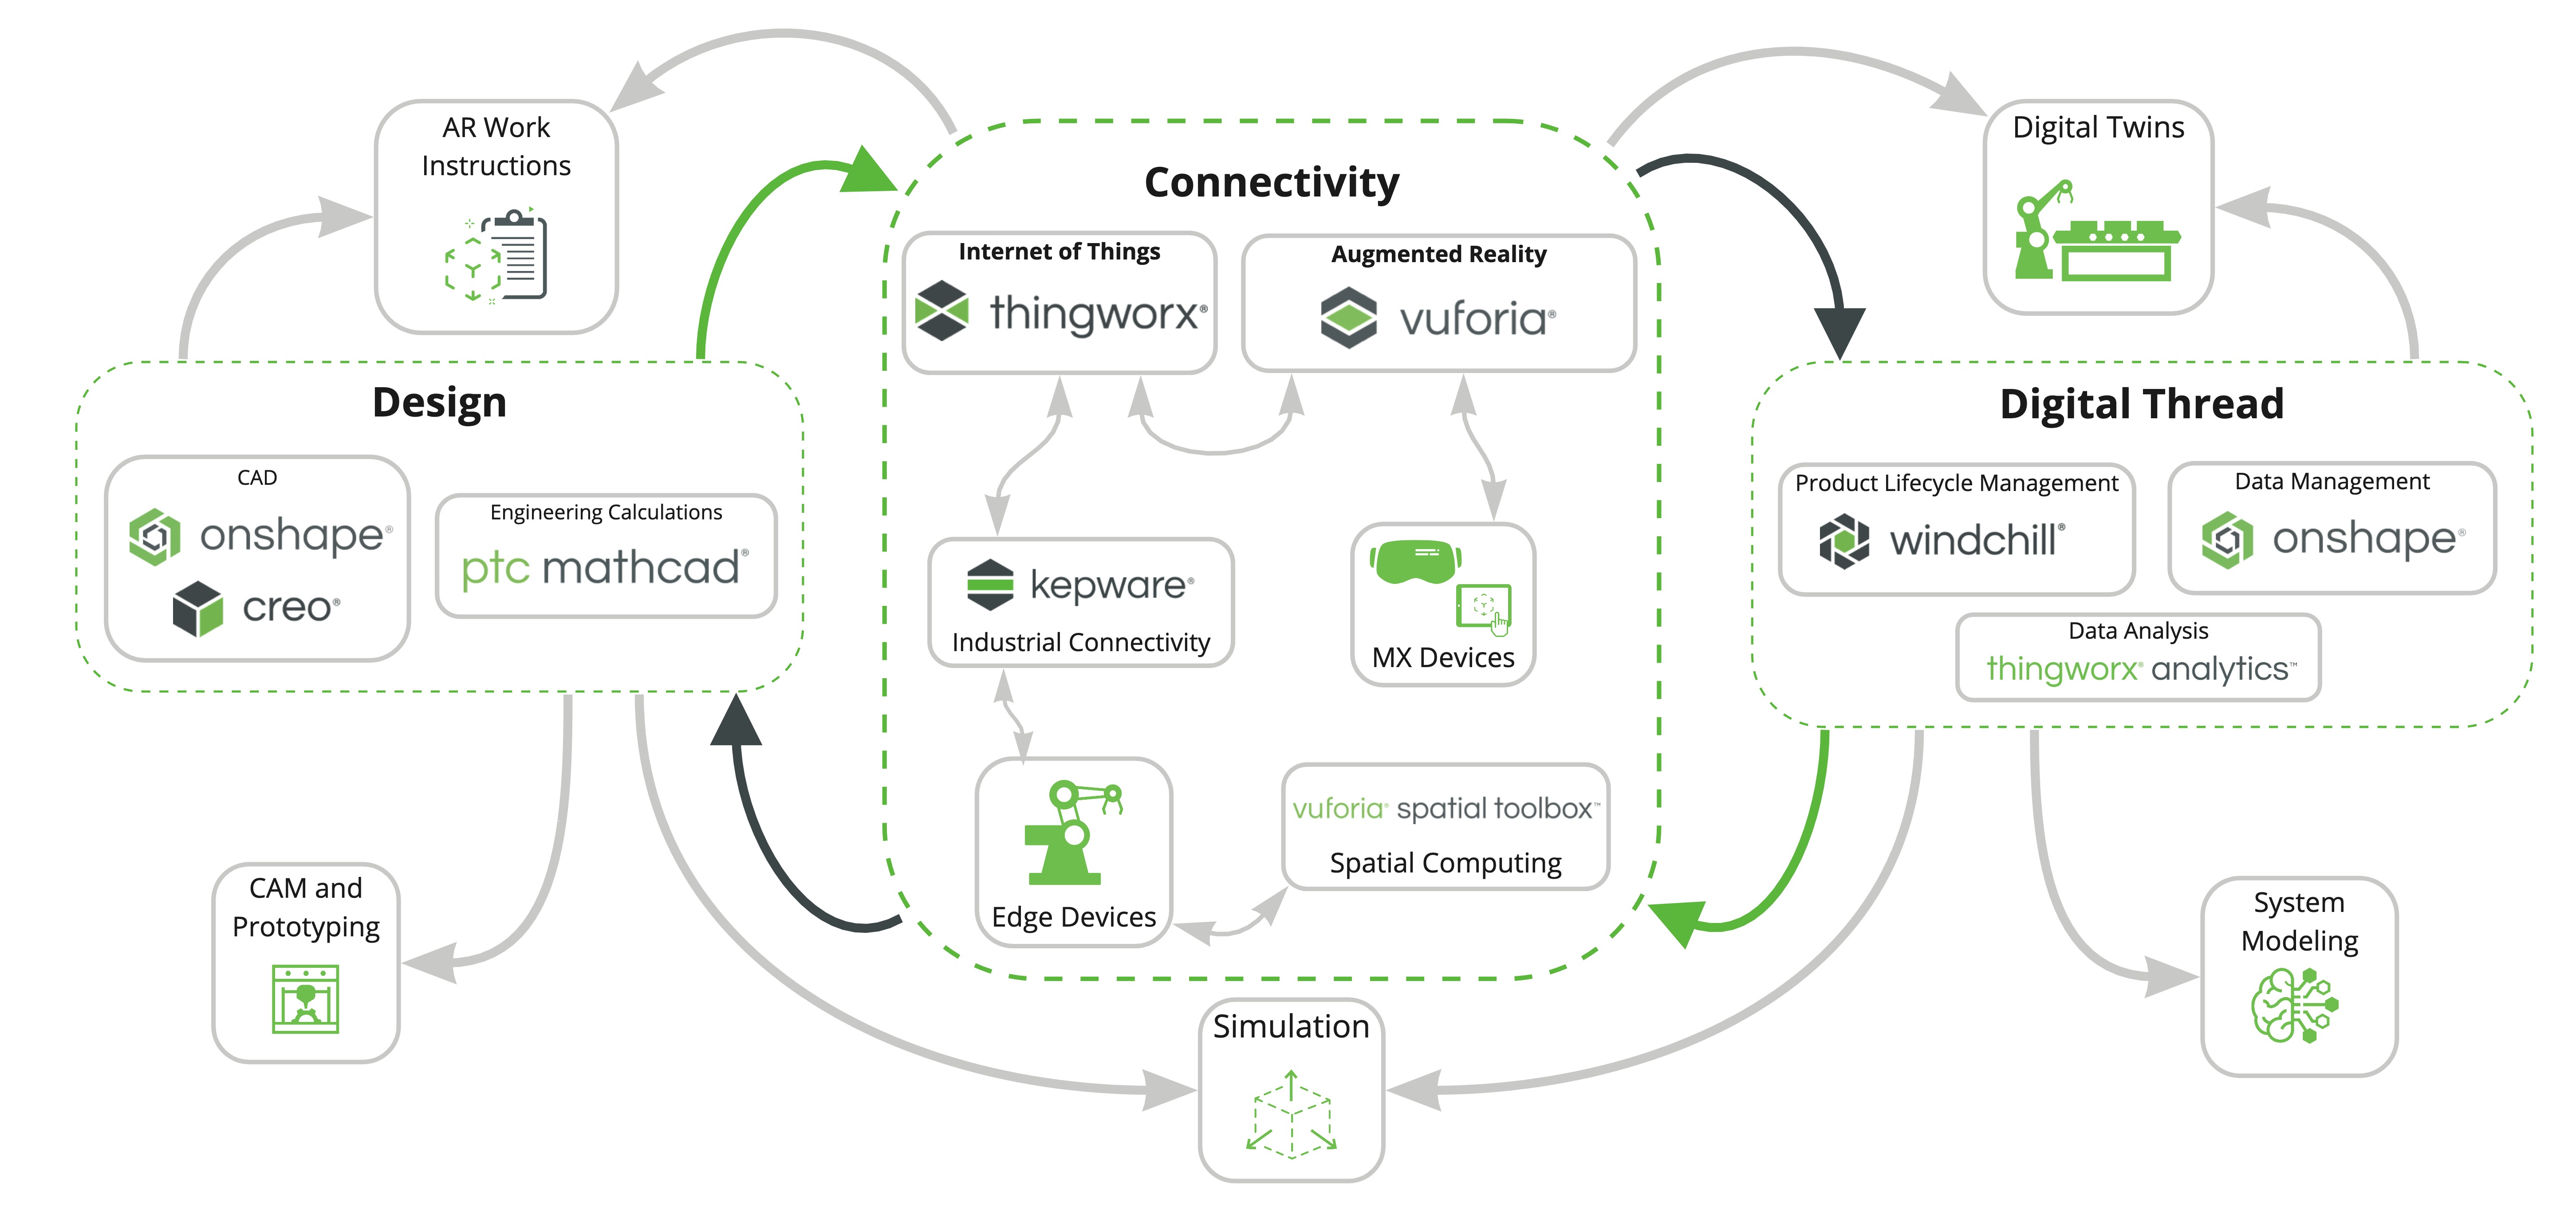 AR Work
Instructions
Digital Twins
Connectivity
Internet of Things
thingworx®
Augmented Reality
vuforia®
Design
CAD
onshape®
creo®
Engineering Calculations
ptc mathcad®
kepware®
Industrial Connectivity
MX Devices
Edge Devices
vuforia® spatial toolbox™
Spatial Computing
Digital Thread
Product Lifecycle Management
windchill®
Data Management
onshape®
Data Analysis
thingworx® analytics™
CAM and
Prototyping
Simulation
System
Modeling